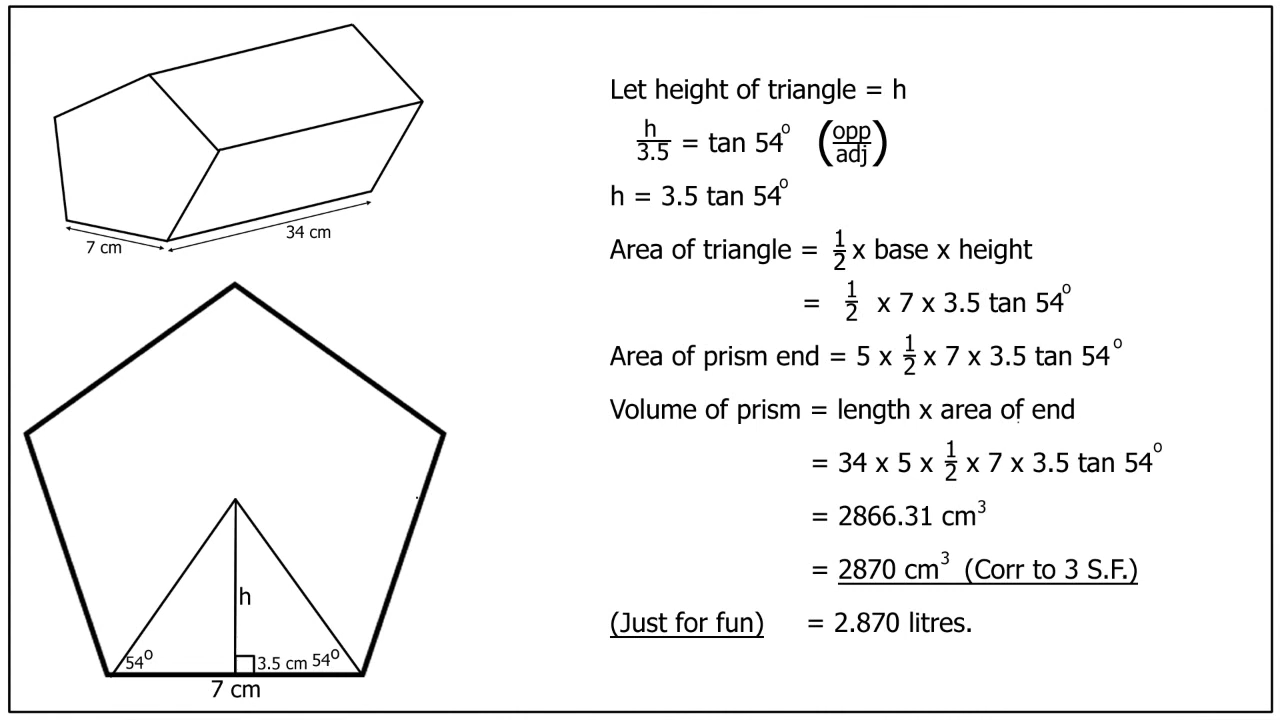 7 cm
34 cm
h
54°
3.5 cm 54°
7 cm
Let height of triangle = h
h/3.5 = tan 54° (opp/adj)
h = 3.5 tan 54°
Area of triangle = 1/2 x base x height
= 1/2 x 7 x 3.5 tan 54°
Area of prism end = 5 x 1/2 x 7 x 3.5 tan 54°
Volume of prism = length x area of end
= 34 x 5 x 1/2 x 7 x 3.5 tan 54°
= 2866.31 cm³
= 2870 cm³ (Corr to 3 S.F.)
(Just for fun) = 2.870 litres.